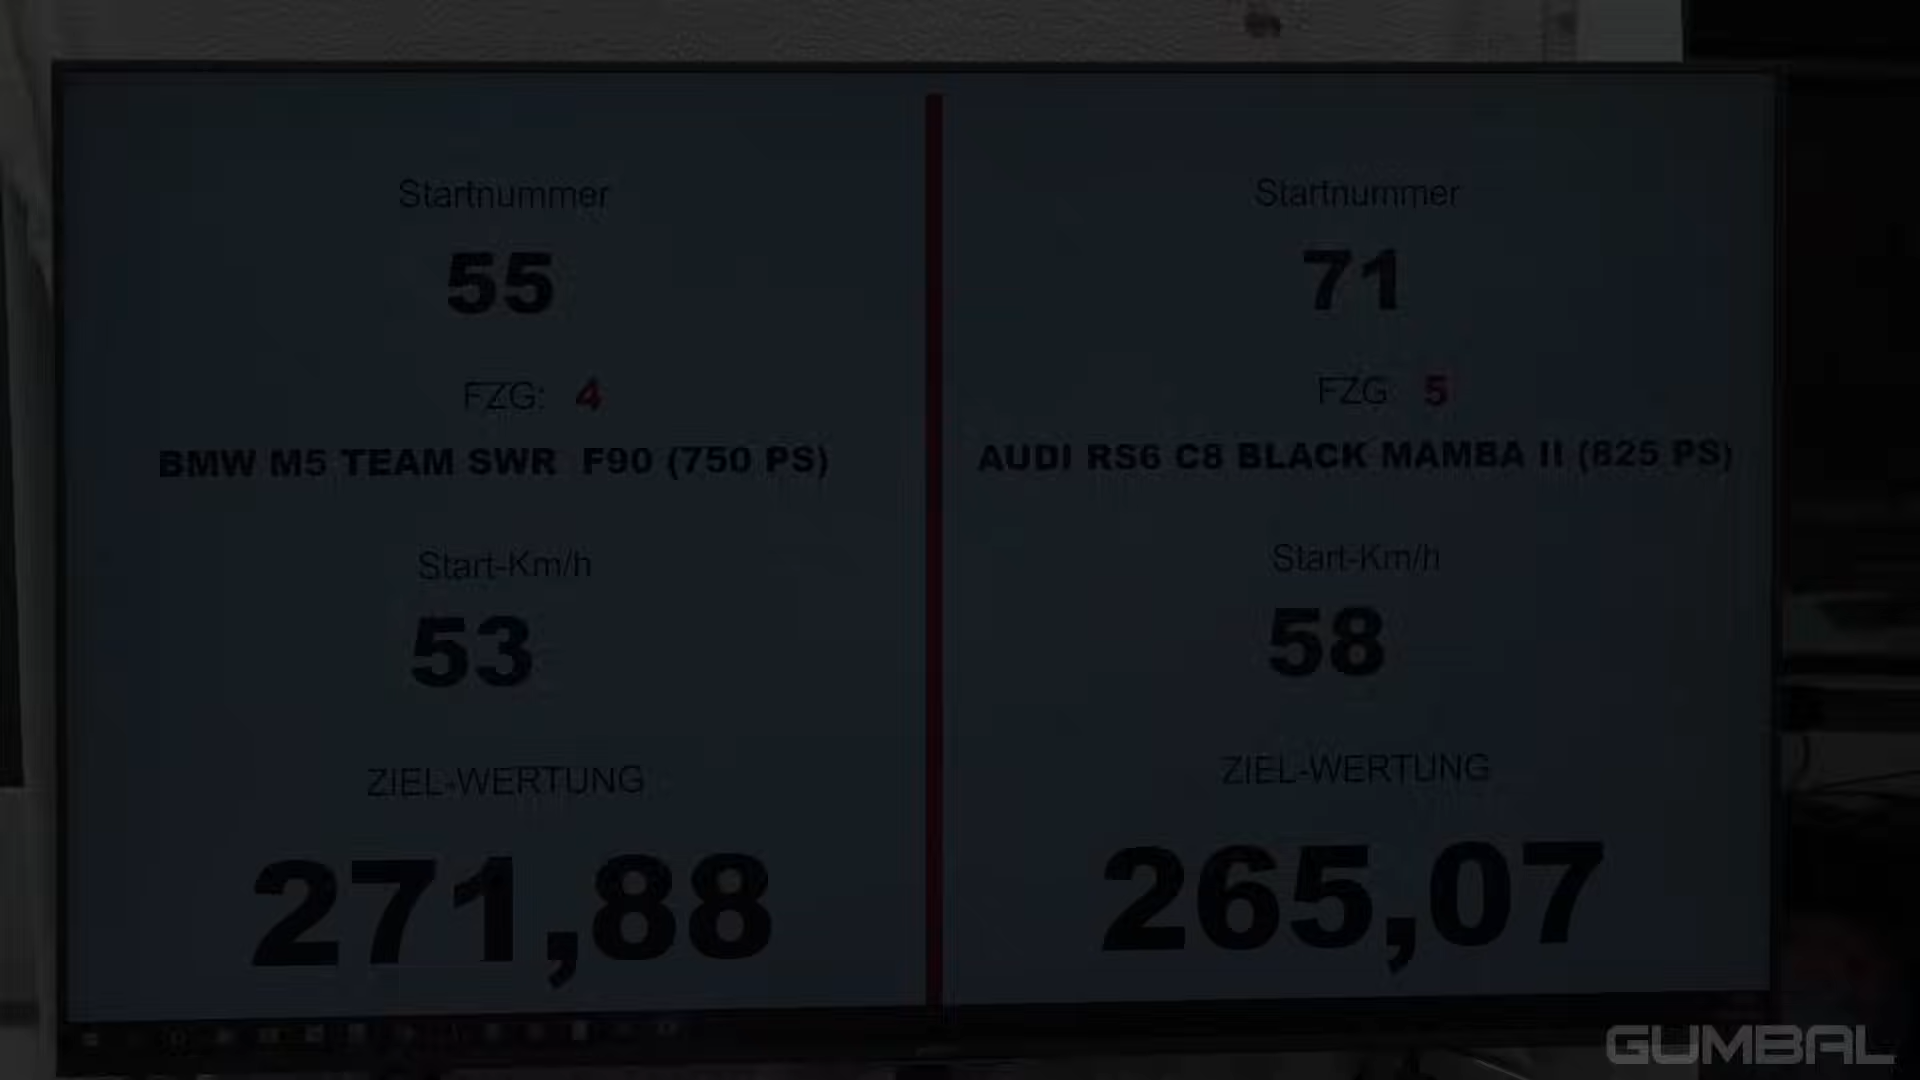 Startnummer
55
FZG: 4
BMW M5 TEAM SWR F90 (750 PS)
Start-Km/h
53
ZIEL-WERTUNG
271,88
Startnummer
71
FZG 5
AUDI RS6 C8 BLACK MAMBA II (825 PS)
Start-Km/h
58
ZIEL-WERTUNG
265,07
GUMBAL